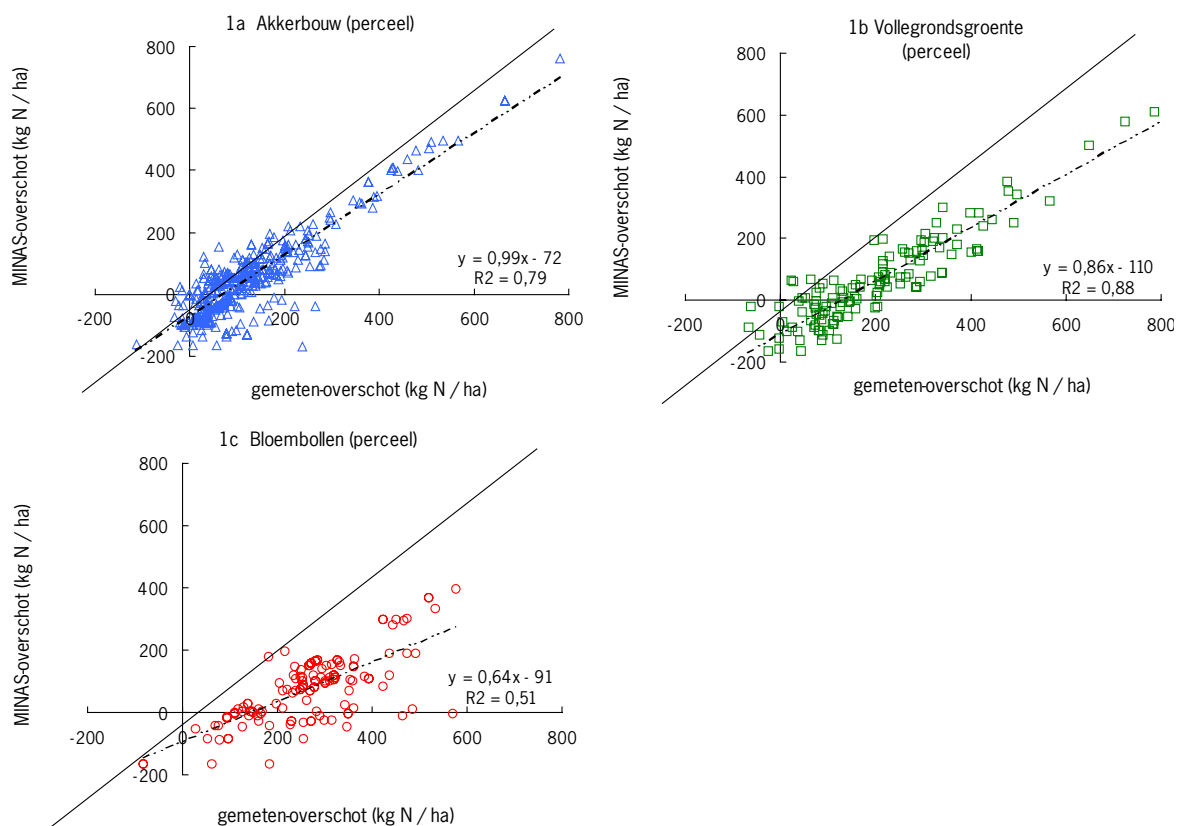 1a Akkerbouw (perceel)
MINAS-overschot (kg N / ha)
800
600
400
200
0
-200
-200
0
200
400
600
800
y = 0,99x - 72
R2 = 0,79
gemeten-overschot (kg N / ha)
1b Vollegrondsgroente
(perceel)
MINAS-overschot (kg N / ha)
800
600
400
200
0
-200
-200
0
200
400
600
800
y = 0,86x - 110
R2 = 0,88
gemeten-overschot (kg N / ha)
1c Bloembollen (perceel)
MINAS-overschot (kg N / ha)
800
600
400
200
0
-200
-200
0
200
400
600
800
y = 0,64x - 91
R2 = 0,51
gemeten-overschot (kg N / ha)